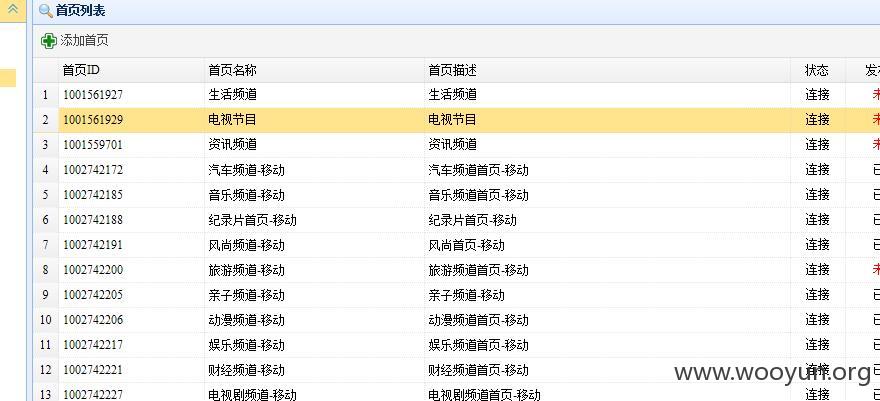 首页列表
添加首页
首页ID 首页名称 首页描述 状态 发
1 1001561927 生活频道 生活频道 连接 未
2 1001561929 电视节目 电视节目 连接 未
3 1001559701 资讯频道 资讯频道 连接 未
4 1002742172 汽车频道-移动 汽车频道首页-移动 连接 已
5 1002742185 音乐频道-移动 音乐频道首页-移动 连接 已
6 1002742188 纪录片首页-移动 纪录片首页-移动 连接 已
7 1002742191 风尚频道-移动 风尚首页-移动 连接 已
8 1002742200 旅游频道-移动 旅游频道首页-移动 连接 未
9 1002742205 亲子频道-移动 亲子频道-移动 连接 已
10 1002742206 动漫频道-移动 动漫频道首页-移动 连接 已
11 1002742217 娱乐频道-移动 娱乐频道首页-移动 连接 已
12 1002742221 财经频道-移动 财经频道首页-移动 连接 已
www.wooyun.org
13 1002742227 电视剧频道-移动 电视剧频道首页-移动 连接 已